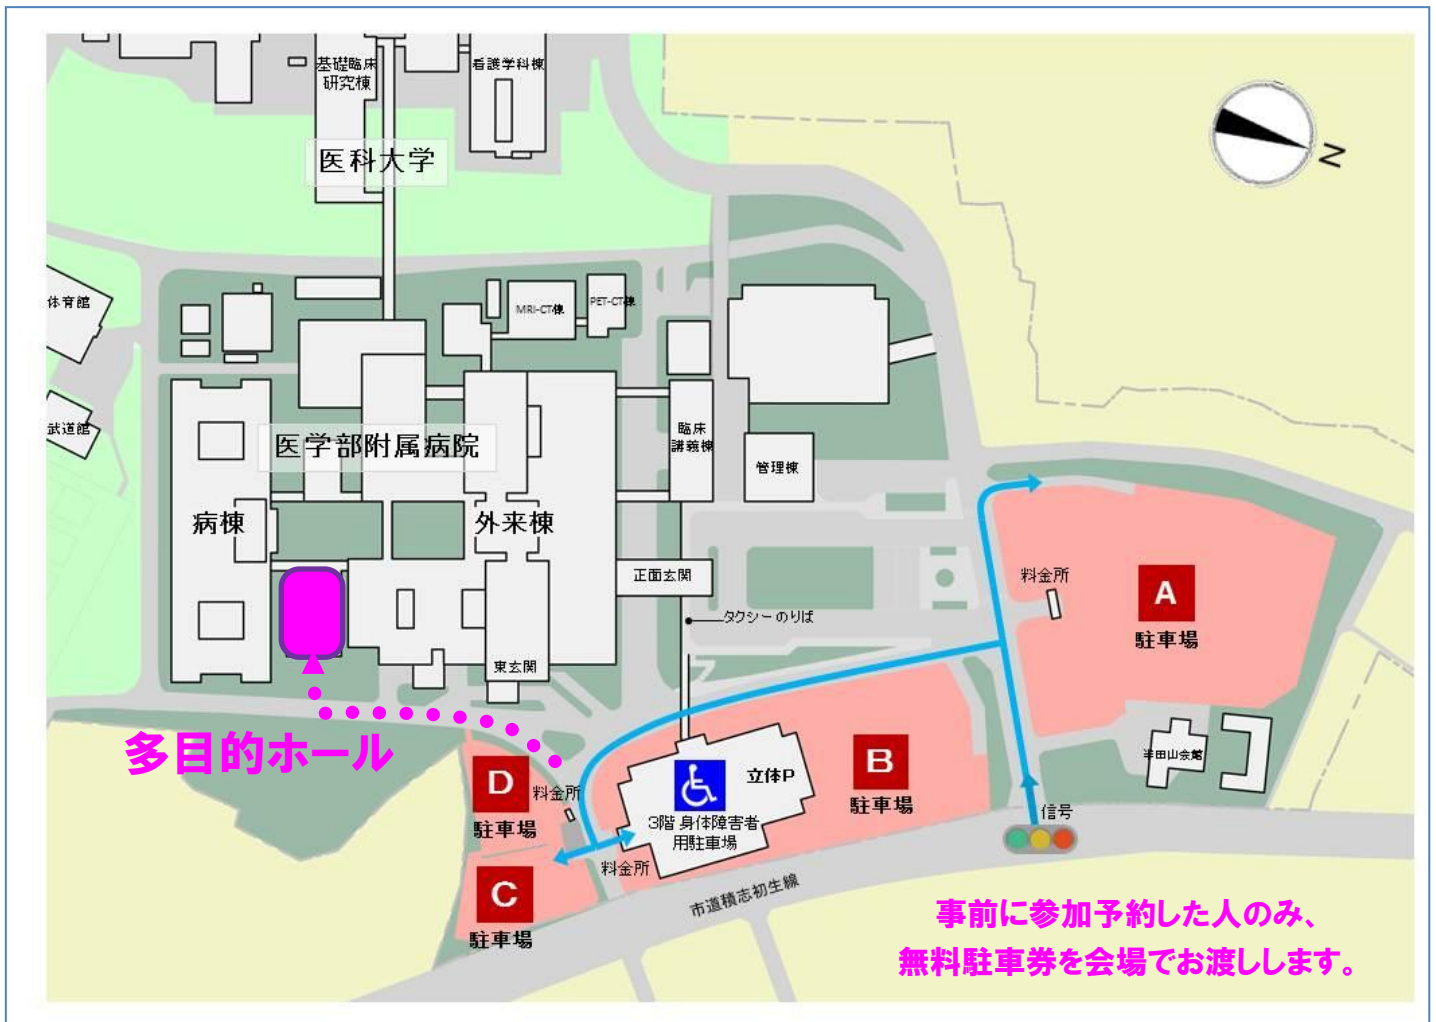 基礎臨床
研究棟
看護学科棟
医科大学
N
体育館
MRI-CT棟
PET-CT棟
武道館
臨床
講義棟
医学部附属病院
管理棟
病棟
外来棟
正面玄関
料金所
A
駐車場
タクシーのりば
東玄関
多目的ホール
半田山会館
D
料金所
駐車場
立体P
B
駐車場
3階 身体障害者
用駐車場
信号
料金所
C
駐車場
市道積志初生線
事前に参加予約した人のみ、
無料駐車券を会場でお渡しします。